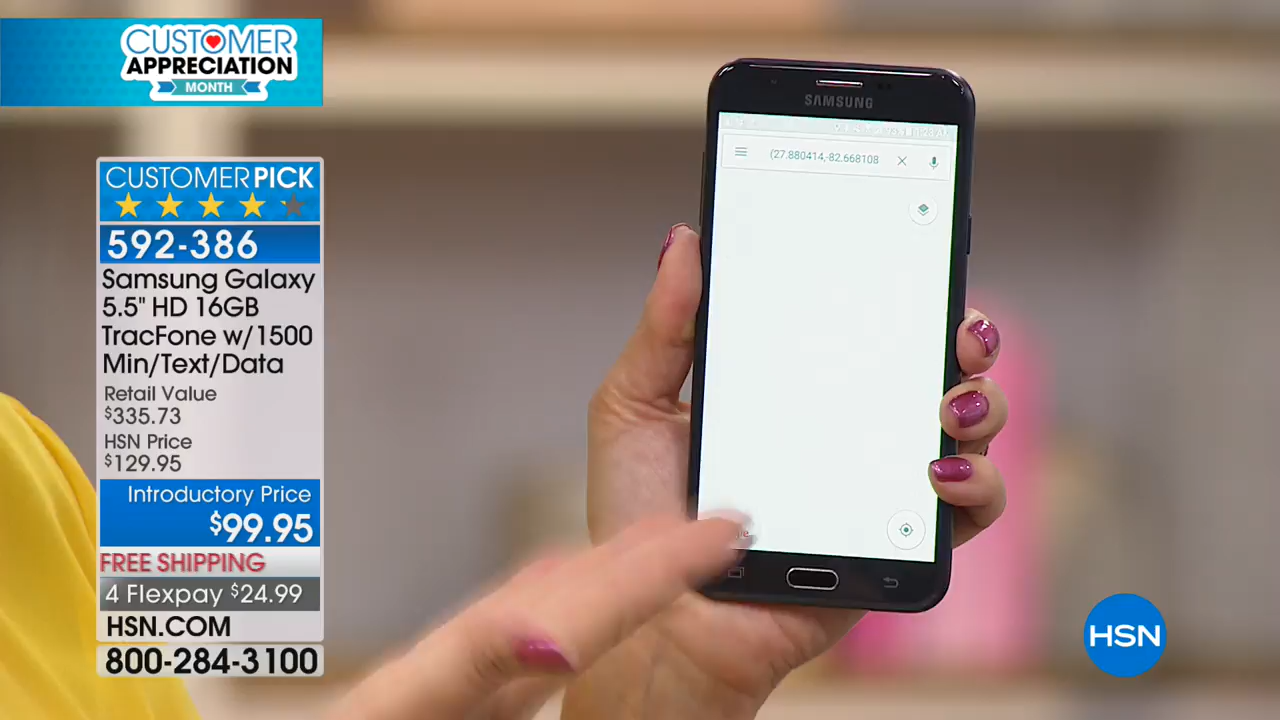 CUSTOMER
APPRECIATION
MONTH
CUSTOMER PICK
592-386
Samsung Galaxy
5.5" HD 16GB
TracFone w/1500
Min/Text/Data
Retail Value
$335.73
HSN Price
$129.95
Introductory Price
$99.95
FREE SHIPPING
4 Flexpay $24.99
HSN.COM
800-284-3100
SAMSUNG
(27.880414,-82.668108
HSN